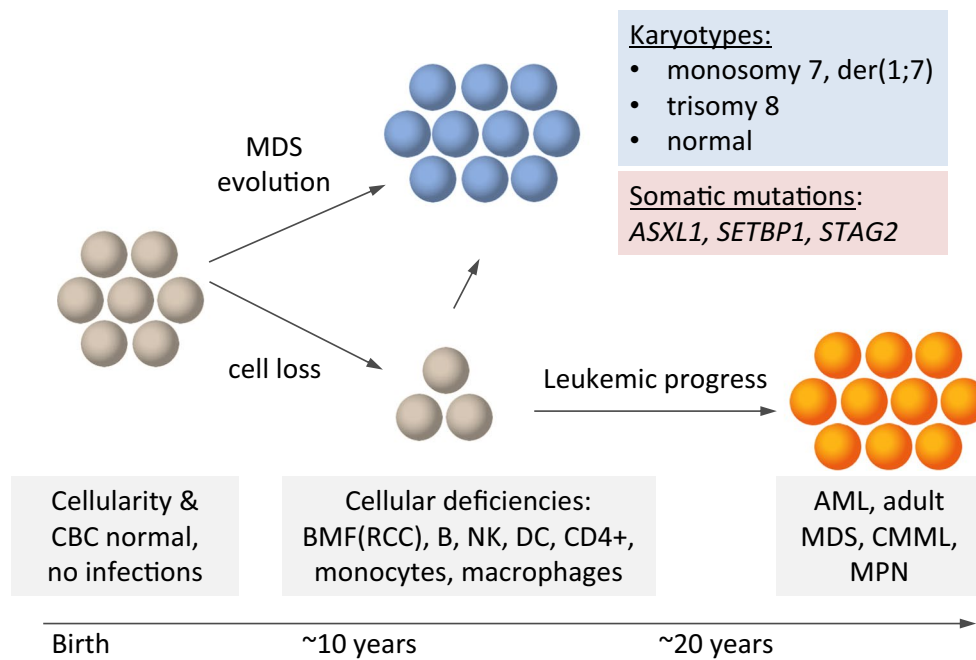 Karyotypes:
• monosomy 7, der(1;7)
• trisomy 8
• normal
Somatic mutations:
ASXL1, SETBP1, STAG2
MDS
evolution
cell loss
Leukemic progress
Cellularity &
CBC normal,
no infections
Cellular deficiencies:
BMF(RCC), B, NK, DC, CD4+,
monocytes, macrophages
AML, adult
MDS, CMML,
MPN
Birth
~10 years
~20 years